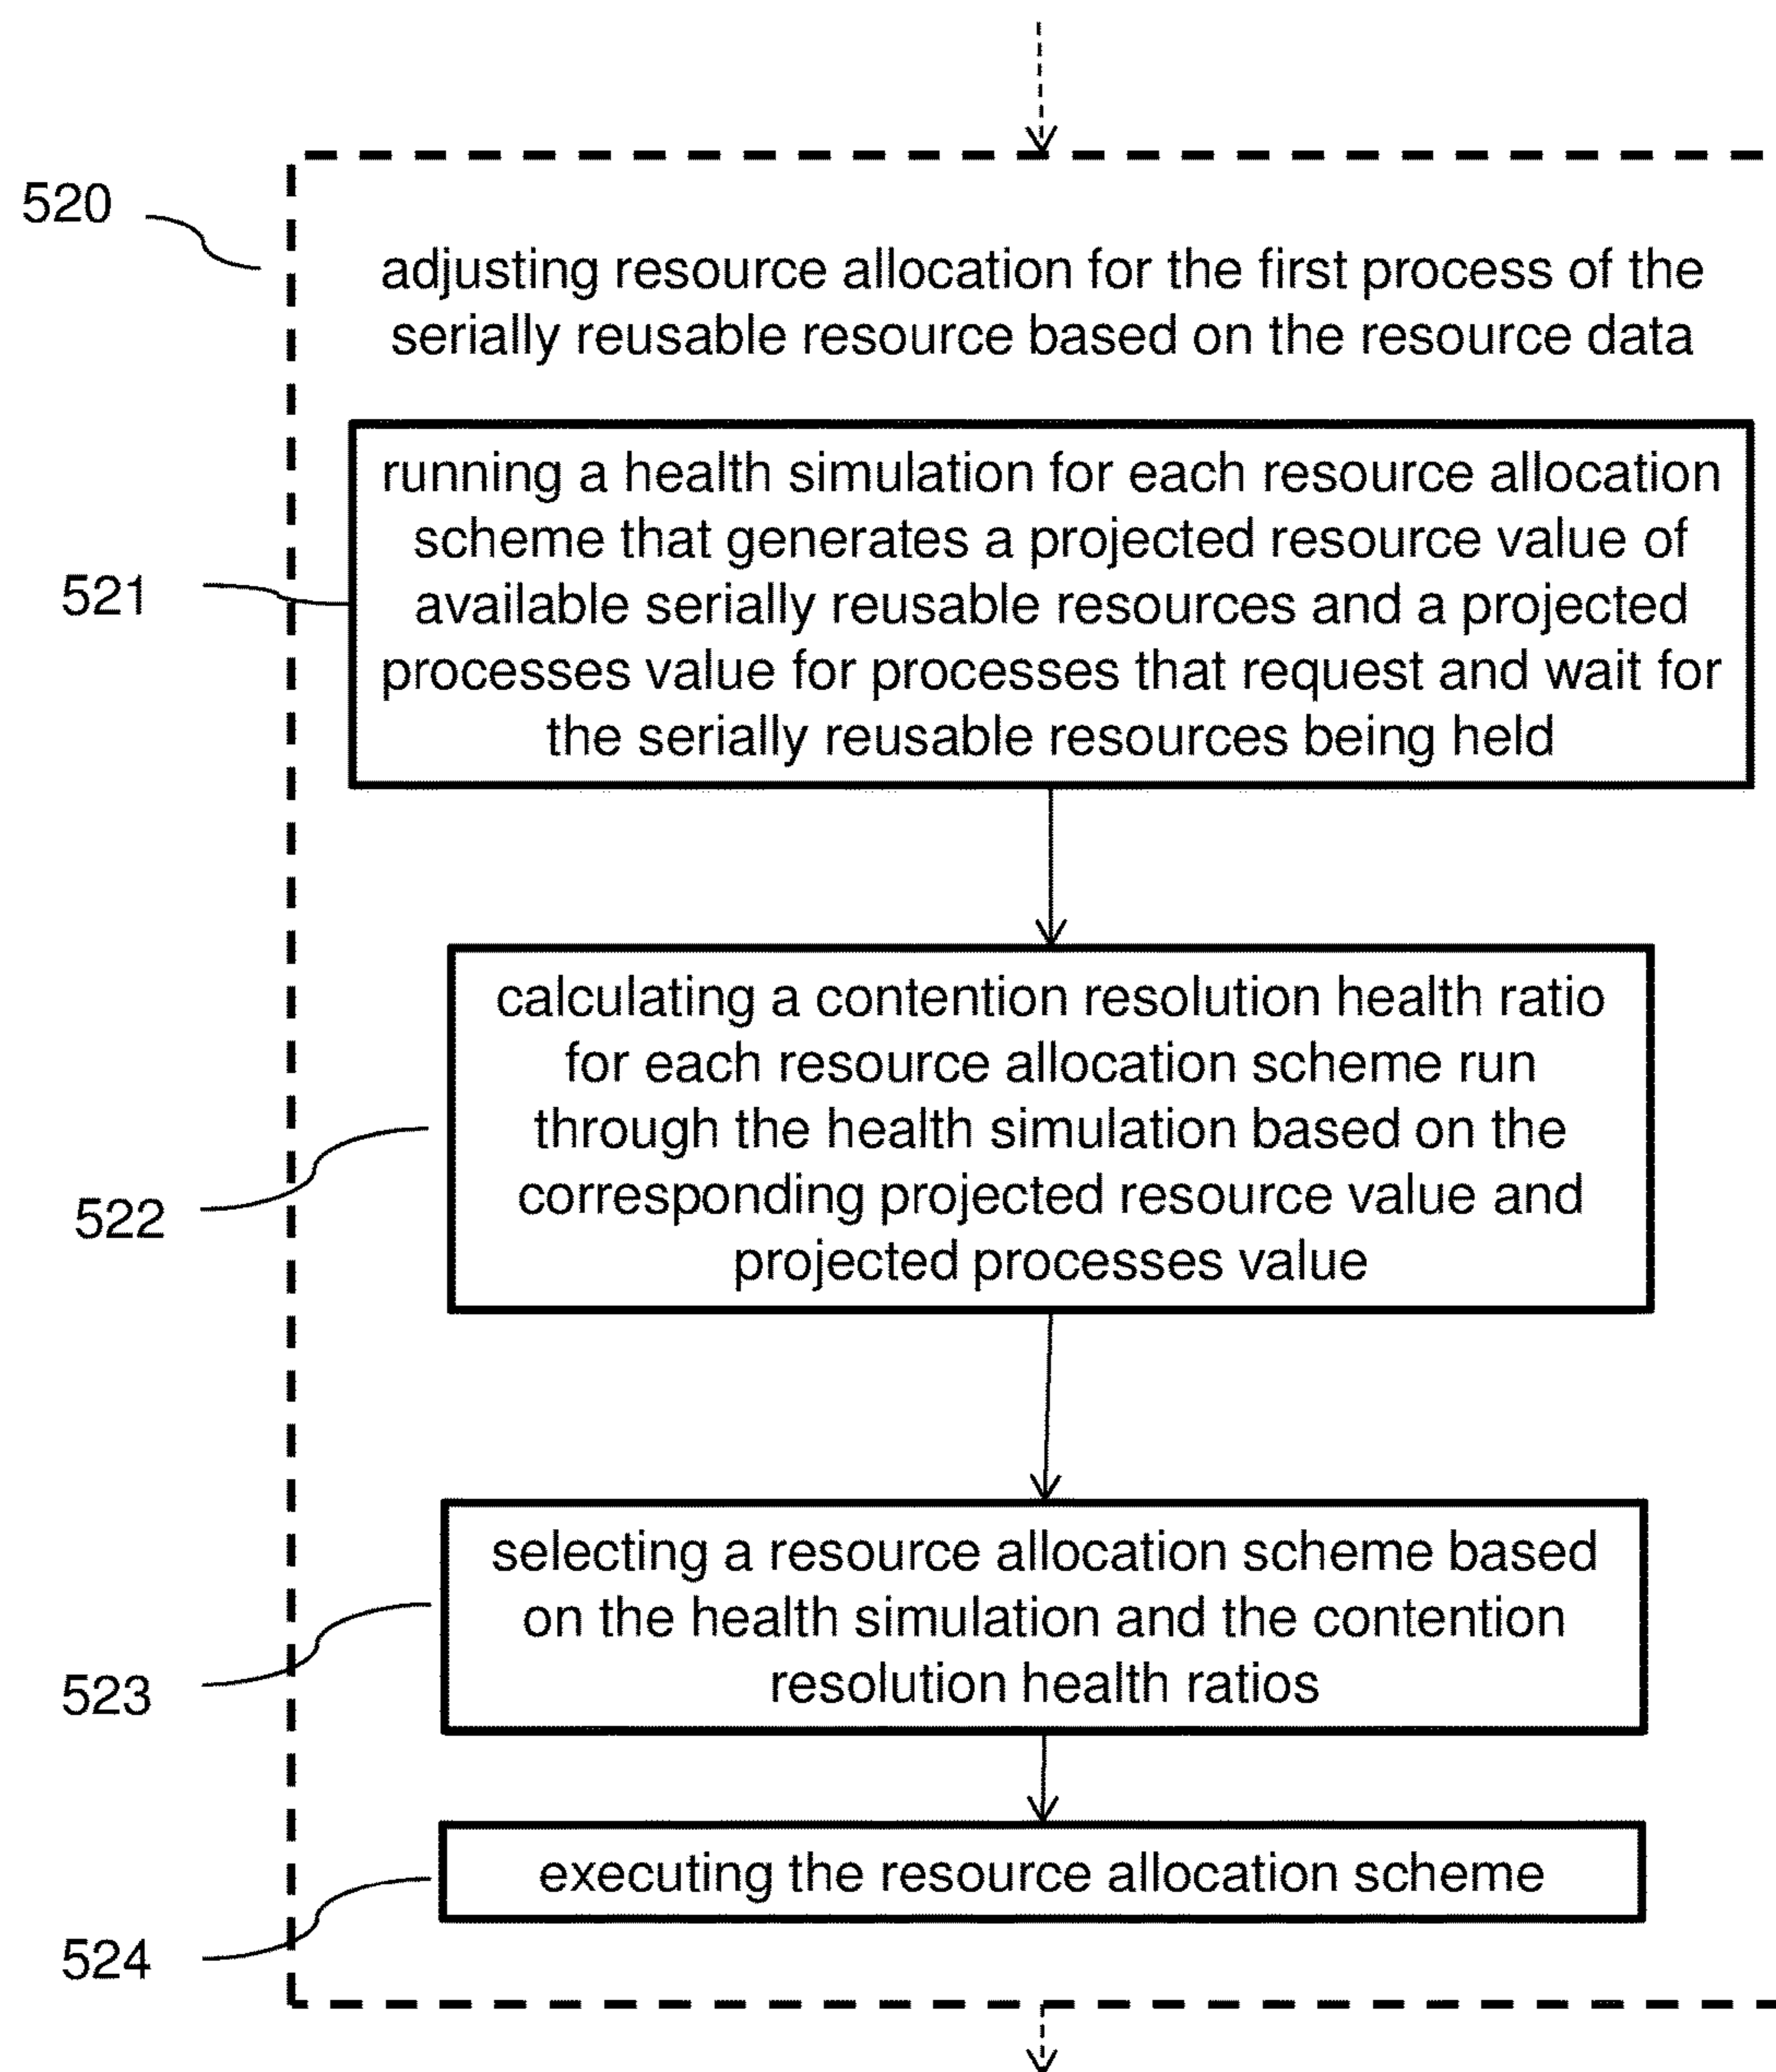 520
adjusting resource allocation for the first process of the
serially reusable resource based on the resource data
running a health simulation for each resource allocation
scheme that generates a projected resource value of
available serially reusable resources and a projected
processes value for processes that request and wait for
the serially reusable resources being held
521
calculating a contention resolution health ratio
for each resource allocation scheme run
through the health simulation based on the
corresponding projected resource value and
projected processes value
522
selecting a resource allocation scheme based
on the health simulation and the contention
resolution health ratios
523
executing the resource allocation scheme
524